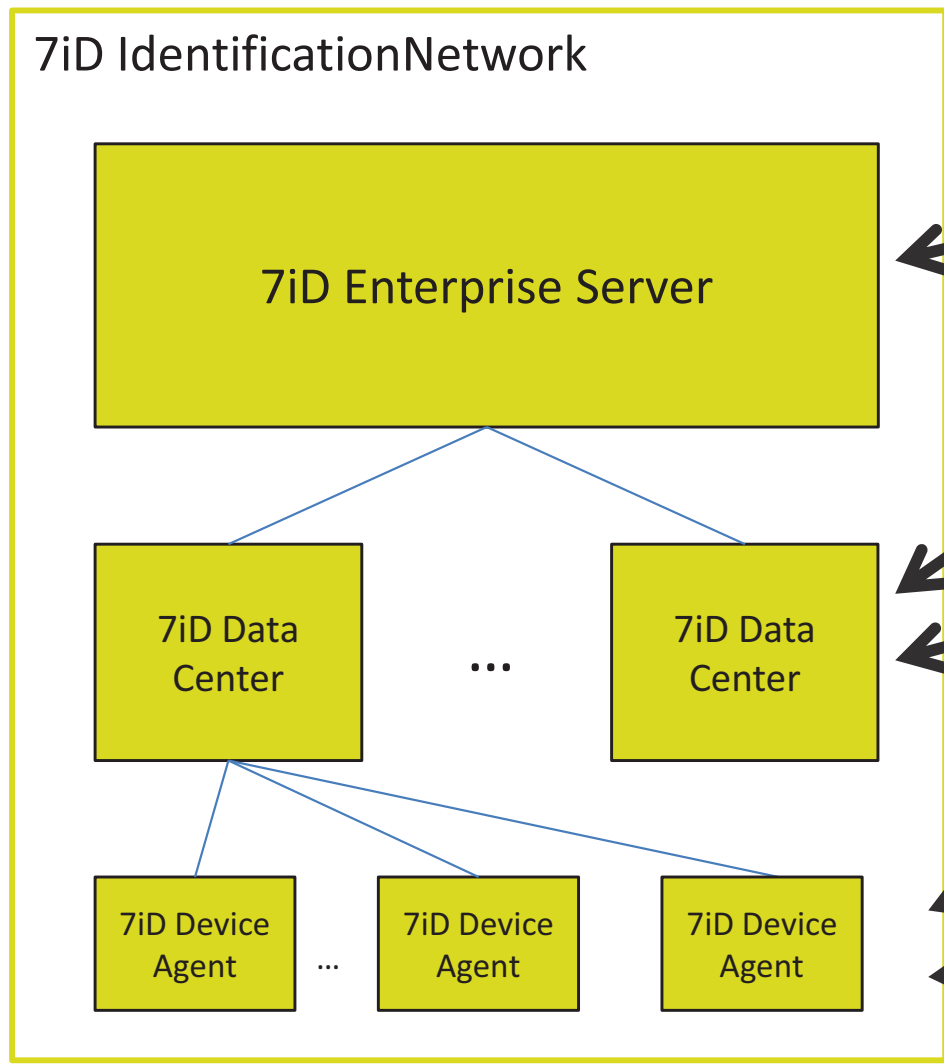 7iD IdentificationNetwork
7iD Enterprise Server
7iD Data
Center
...
7iD Data
Center
7iD Device
Agent
...
7iD Device
Agent
7iD Device
Agent